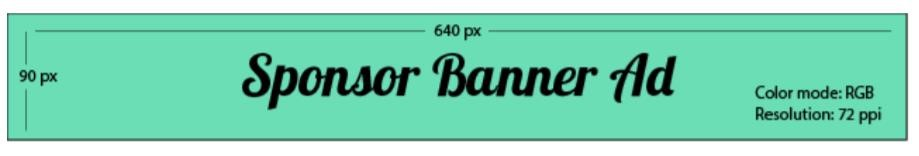 640 px
90 px
Sponsor Banner Ad
Color mode: RGB
Resolution: 72 ppi